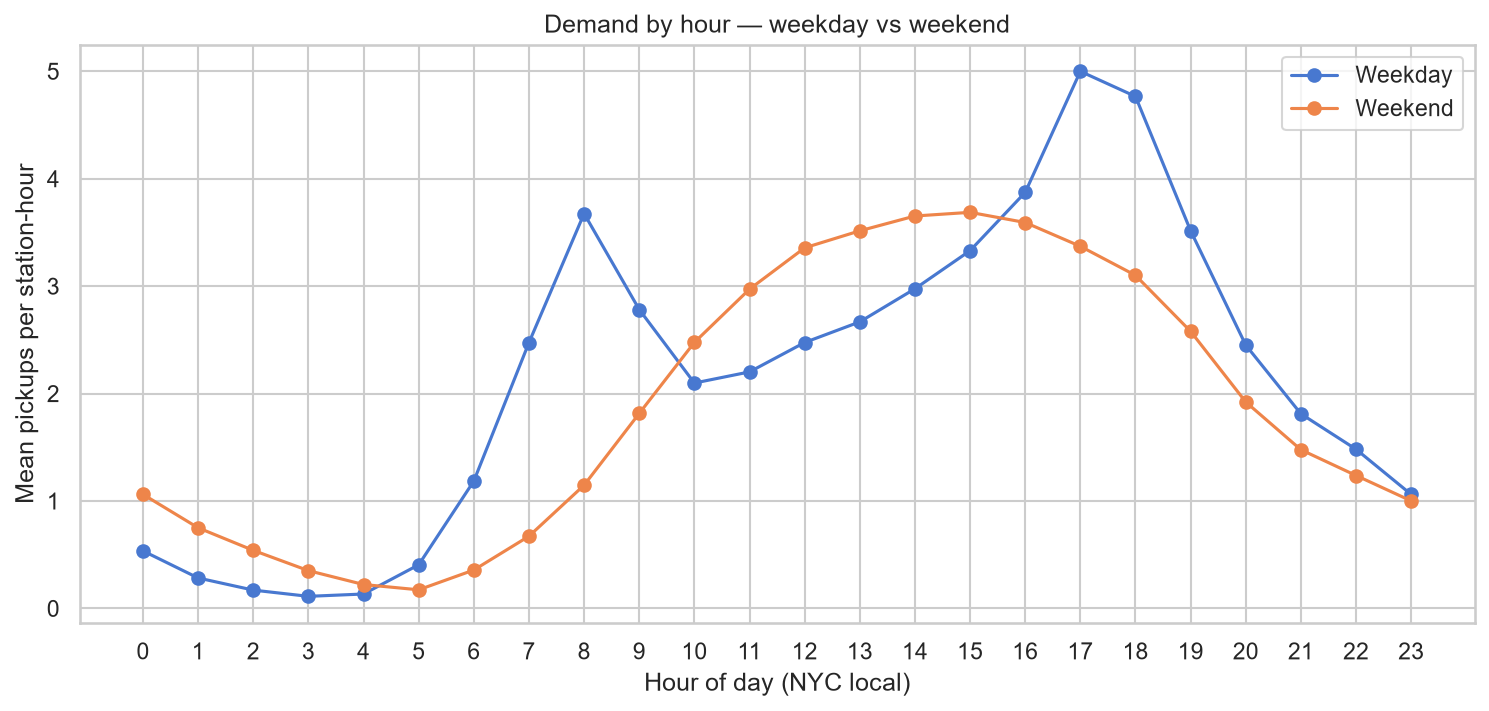 Demand by hour — weekday vs weekend
Weekday
Weekend
Mean pickups per station-hour
5
4
3
2
1
0
0 1 2 3 4 5 6 7 8 9 10 11 12 13 14 15 16 17 18 19 20 21 22 23
Hour of day (NYC local)